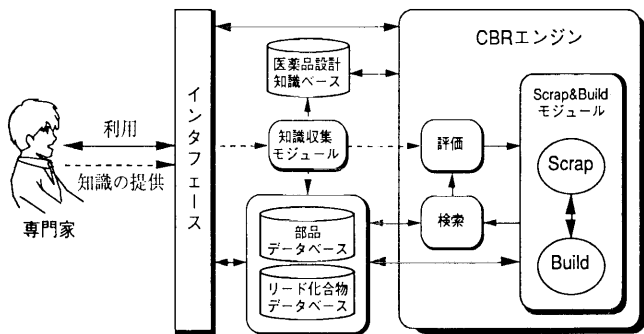 CBRエンジン
医薬品設計
知識ベース
Scrap&Build
モジュール
インタフェース
利用
知識の提供
専門家
知識収集
モジュール
評価
Scrap
検索
Build
部品
データベース
リード化合物
データベース